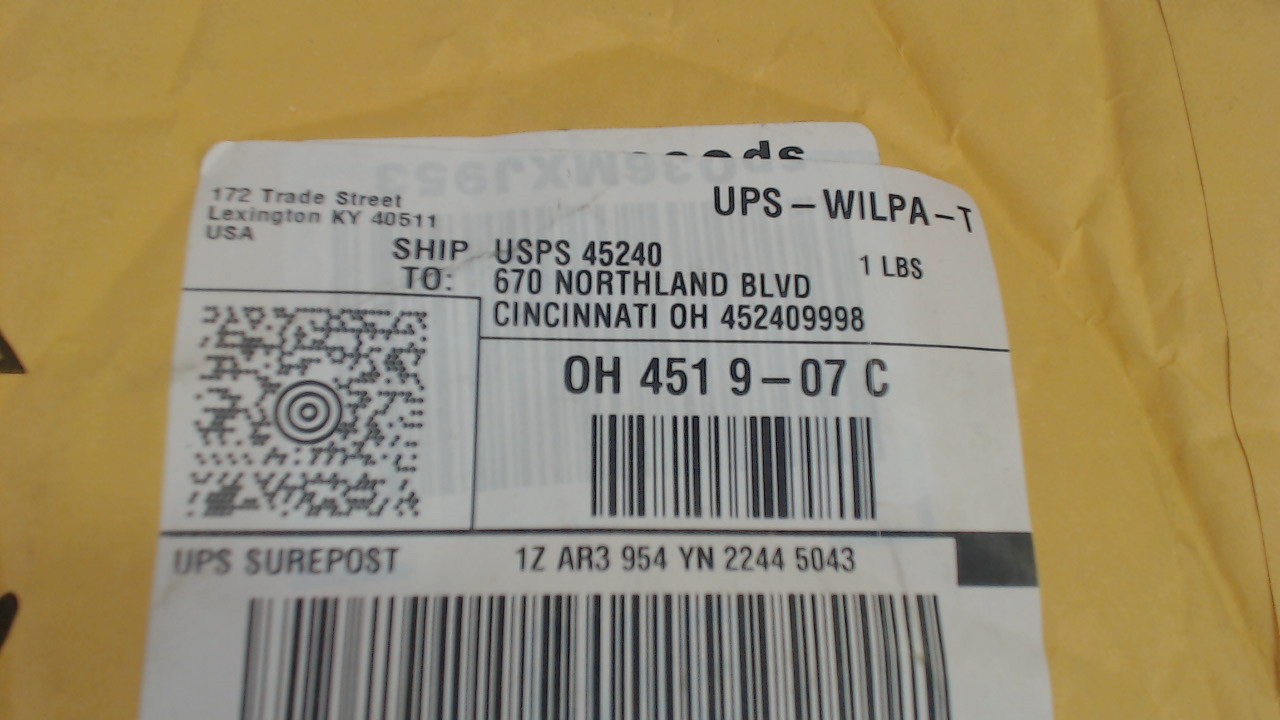 172 Trade Street
Lexington KY 40511
USA
UPS-WILPA-T
SHIP TO:
USPS 45240
670 NORTHLAND BLVD
CINCINNATI OH 452409998
1 LBS
OH 451 9-07 C
UPS SUREPOST
1Z AR3 954 YN 2244 5043